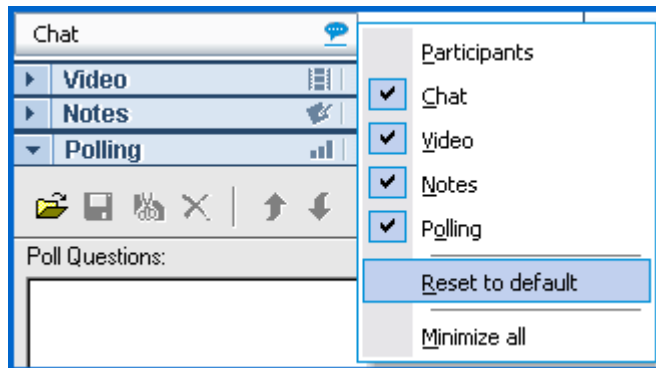 Chat
Video
Notes
Polling
Poll Questions:
Participants
Chat
Video
Notes
Polling
Reset to default
Minimize all